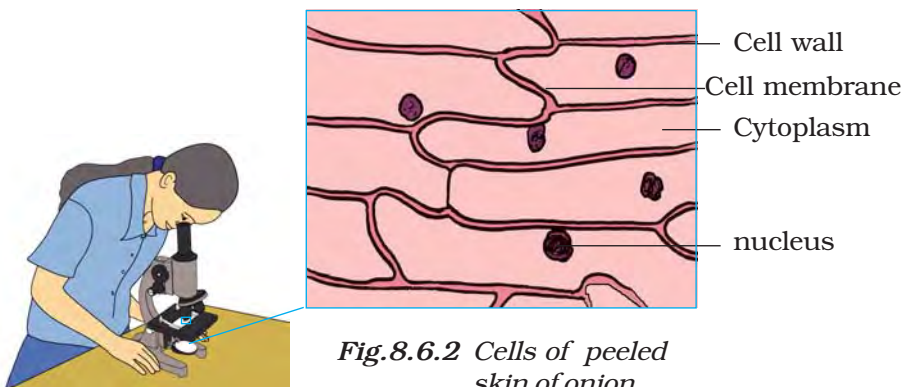 Cell wall
Cell membrane
Cytoplasm
nucleus
Fig.8.6.2 Cells of peeled
skin of onion